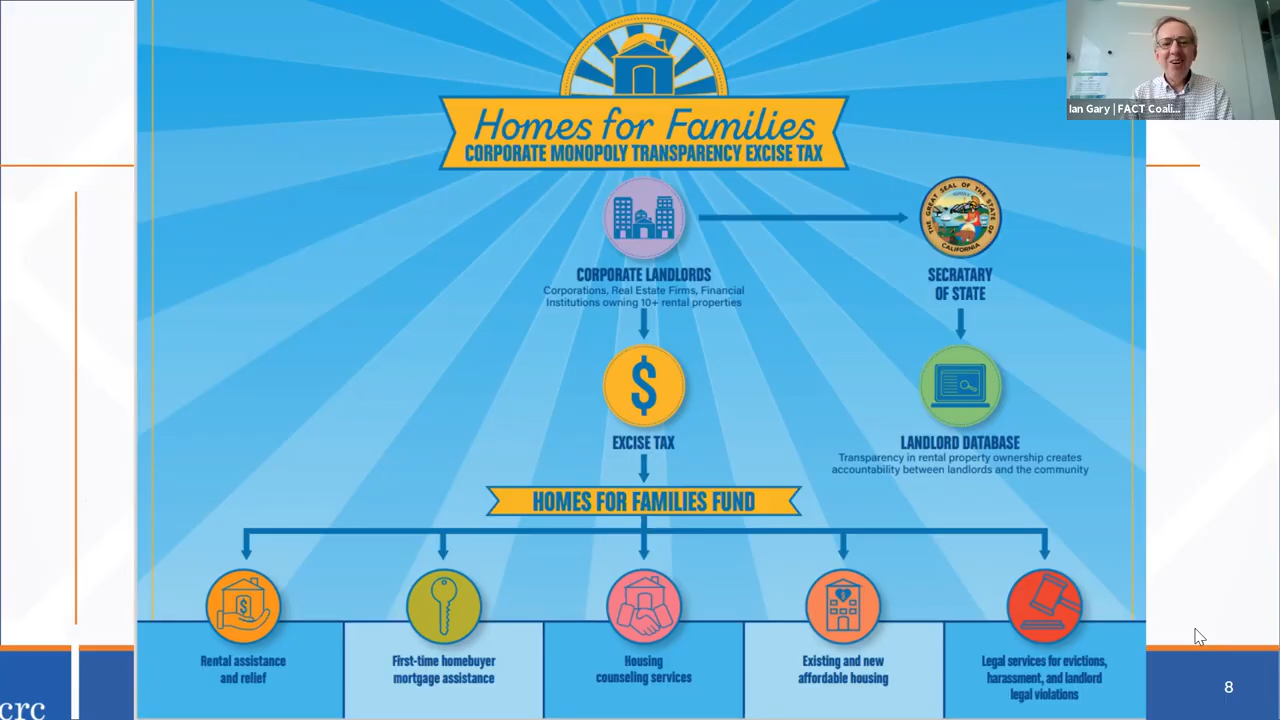 Homes for Families
CORPORATE MONOPOLY TRANSPARENCY EXCISE TAX
Ian Gary | FACT Coali...
THE GREAT SEAL OF THE STATE OF CALIFORNIA
CORPORATE LANDLORDS
Corporations, Real Estate Firms, Financial
Institutions owning 10+ rental properties
SECRATARY
OF STATE
$
EXCISE TAX
LANDLORD DATABASE
Transparency in rental property ownership creates
accountability between landlords and the community
HOMES FOR FAMILIES FUND
$
Rental assistance
and relief
First-time homebuyer
mortgage assistance
Housing
counseling services
Existing and new
affordable housing
Legal services for evictions,
harassment, and landlord
legal violations
crc
8